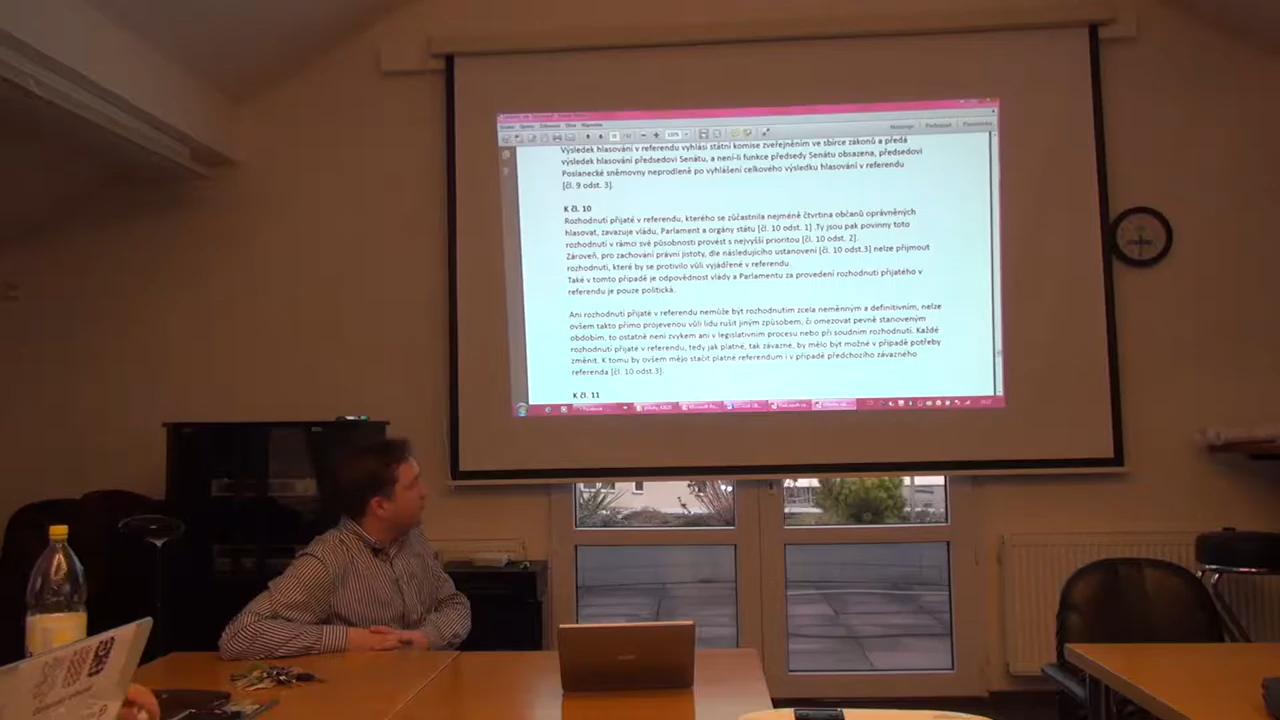 Výsledek hlasování v referendu vyhlásí státní komise zveřejněním ve sbírce zákonů a předá
výsledek hlasování předsedovi Senátu, a není-li funkce předsedy Senátu obsazena, předsedovi
Poslanecké sněmovny neprodleně po vyhlášení celkového výsledku hlasování v referendu
[čl. 9 odst. 3].
K čl. 10
Rozhodnutí přijaté v referendu, kterého se zúčastnila nejméně čtvrtina občanů oprávněných
hlasovat, zavazuje vládu, Parlament a orgány státu [čl. 10 odst. 1] .Ty jsou pak povinny toto
rozhodnutí v rámci své působnosti provést s nejvyšší prioritou [čl. 10 odst. 2].
Zároveň, pro zachování právní jistoty, dle následujícího ustanovení [čl. 10 odst.3] nelze přijmout
rozhodnutí, které by se protivilo vůli vyjádřené v referendu.
Také v tomto případě je odpovědnost vlády a Parlamentu za provedení rozhodnutí přijatého v
referendu je pouze politická.
Ani rozhodnutí přijaté v referendu nemůže být rozhodnutím zcela neměnným a definitivním, nelze
ovšem takto přímo projevenou vůli lidu rušit jiným způsobem, či omezovat pevně stanoveným
obdobím, to ostatně není zvykem ani v legislativním procesu nebo při soudním rozhodnutí. Každé
rozhodnutí přijaté v referendu, tedy jak platné, tak závazné, by mělo být možné v případě potřeby
změnit. K tomu by ovšem mělo stačit platné referendum i v případě předchozího závazného
referenda [čl. 10 odst.3].
K čl. 11